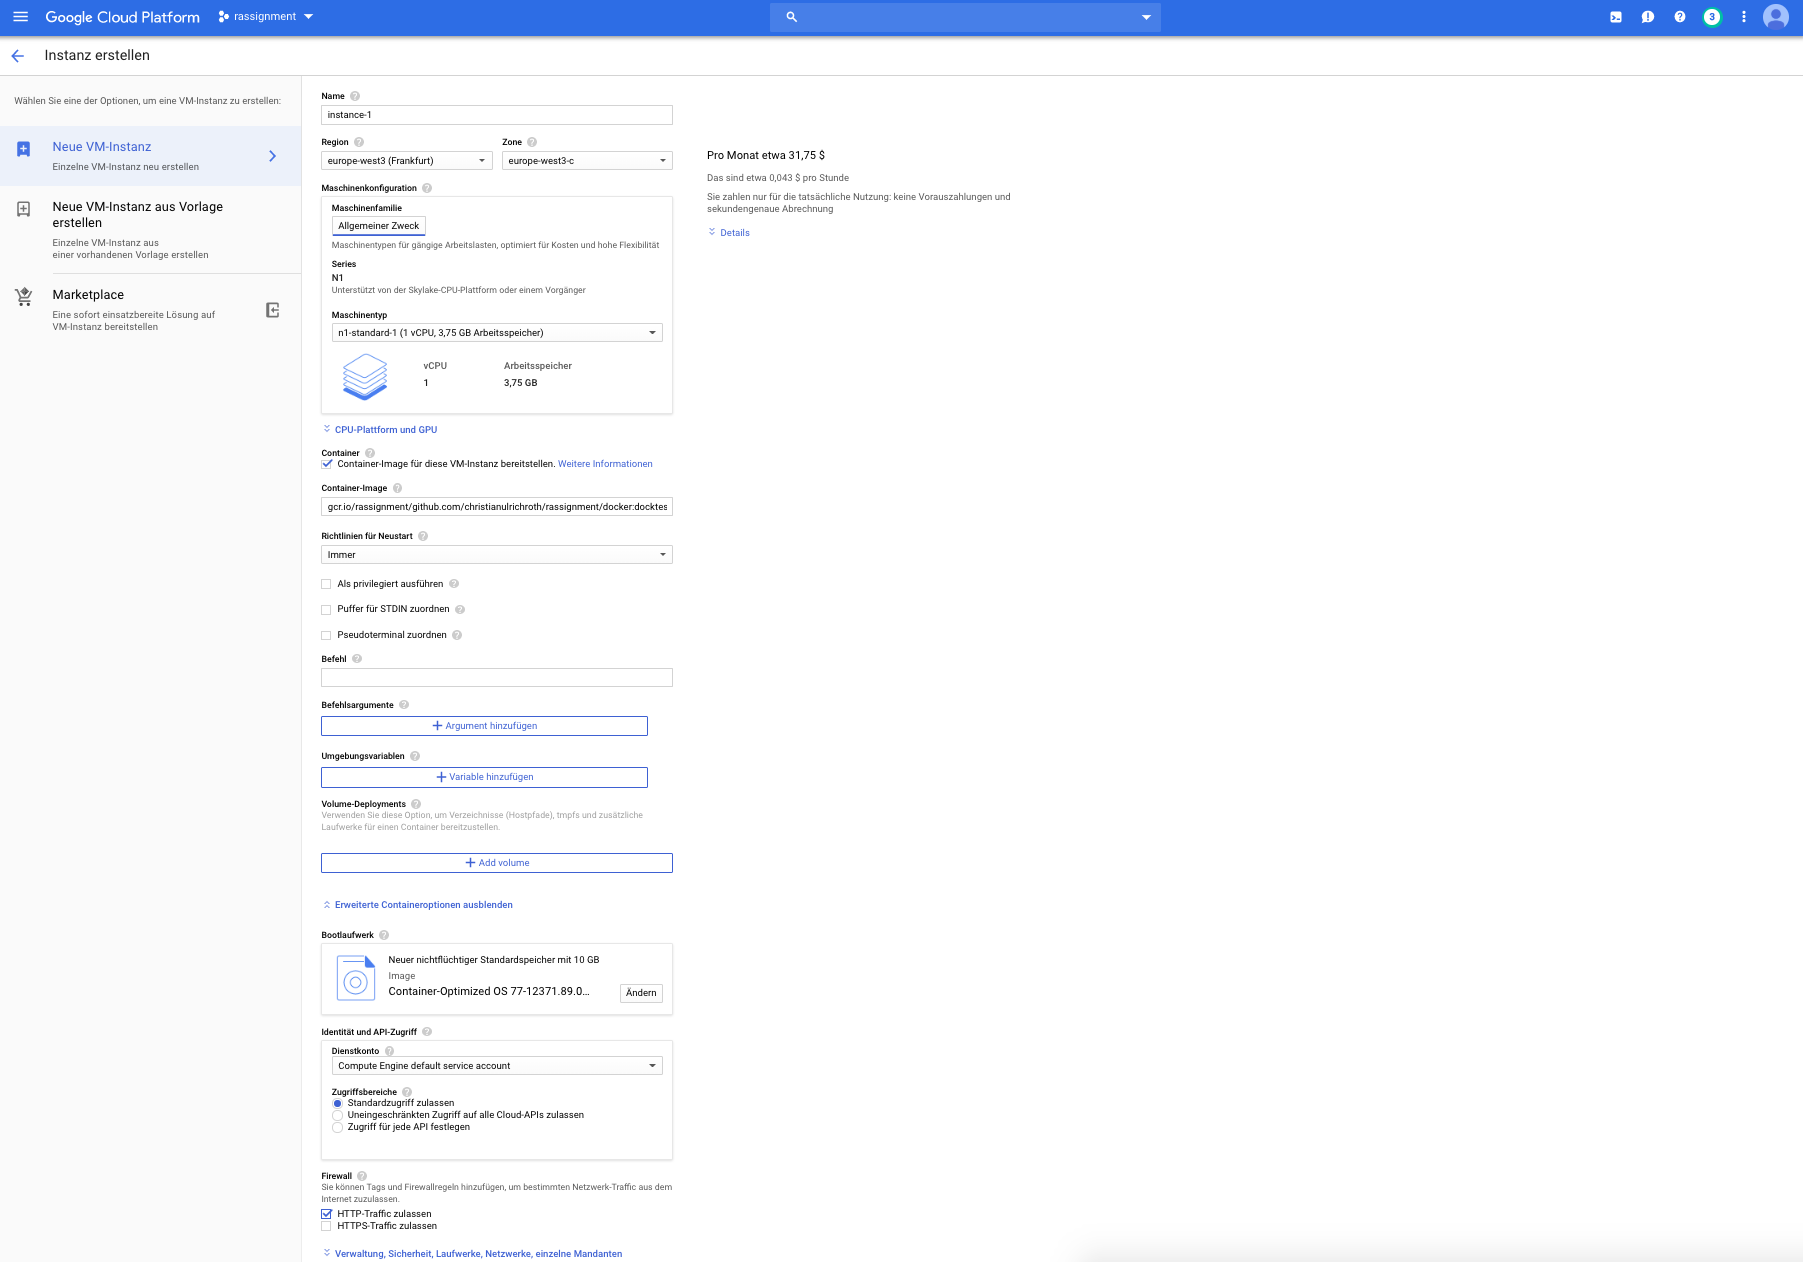 Google Cloud Platform
rassignment
3
Instanz erstellen
Wählen Sie eine der Optionen, um eine VM-Instanz zu erstellen:
Neue VM-Instanz
Einzelne VM-Instanz neu erstellen
Neue VM-Instanz aus Vorlage
erstellen
Einzelne VM-Instanz aus
einer vorhandenen Vorlage erstellen
Marketplace
Eine sofort einsatzbereite Lösung auf
VM-Instanz bereitstellen
Name
instance-1
Region
Zone
europe-west3 (Frankfurt)
europe-west3-c
Maschinenkonfiguration
Maschinenfamilie
Allgemeiner Zweck
Maschinentypen für gängige Arbeitslasten, optimiert für Kosten und hohe Flexibilität
Series
N1
Unterstützt von der Skylake-CPU-Plattform oder einem Vorgänger
Maschinentyp
n1-standard-1 (1 vCPU, 3,75 GB Arbeitsspeicher)
vCPU
Arbeitsspeicher
1
3,75 GB
CPU-Plattform und GPU
Container
Container-Image für diese VM-Instanz bereitstellen. Weitere Informationen
Container-Image
gcr.io/rassignment/github.com/christianulrichroth/rassignment/docker:docktes
Richtlinien für Neustart
Immer
Als privilegiert ausführen
Puffer für STDIN zuordnen
Pseudoterminal zuordnen
Befehl
Befehlsargumente
Argument hinzufügen
Umgebungsvariablen
Variable hinzufügen
Volume-Deployments
Verwenden Sie diese Option, um Verzeichnisse (Hostpfade), tmpfs und zusätzliche
Laufwerke für einen Container bereitzustellen.
Add volume
Erweiterte Containeroptionen ausblenden
Bootlaufwerk
Neuer nichtflüchtiger Standardspeicher mit 10 GB
Image
Container-Optimized OS 77-12371.89.0...
Ändern
Identität und API-Zugriff
Dienstkonto
Compute Engine default service account
Zugriffsbereiche
Standardzugriff zulassen
Uneingeschränkten Zugriff auf alle Cloud-APIs zulassen
Zugriff für jede API festlegen
Firewall
Sie können Tags und Firewallregeln hinzufügen, um bestimmten Netzwerk-Traffic aus dem
Internet zuzulassen.
HTTP-Traffic zulassen
HTTPS-Traffic zulassen
Verwaltung, Sicherheit, Laufwerke, Netzwerke, einzelne Mandanten
Pro Monat etwa 31,75 $
Das sind etwa 0,043 $ pro Stunde
Sie zahlen nur für die tatsächliche Nutzung: keine Vorauszahlungen und
sekundengenaue Abrechnung
Details